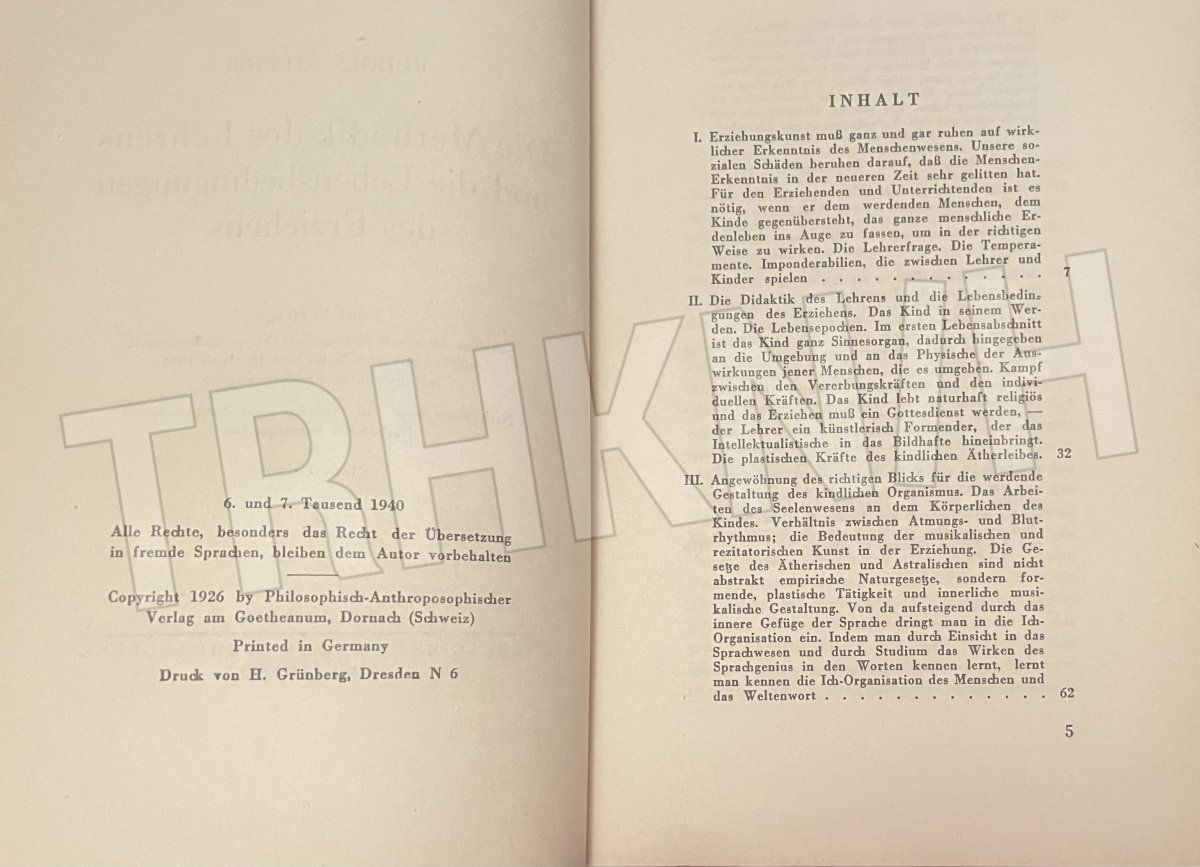 6. und 7. Tausend 1940
Alle Rechte, besonders das Recht der Übersetzung
in fremde Sprachen, bleiben dem Autor vorbehalten
Copyright 1926 by Philosophisch-Anthroposophischer
Verlag am Goetheanum, Dornach (Schweiz)
Printed in Germany
Druck von H. Grünberg, Dresden N 6
INHALT
I. Erziehungskunst muß ganz und gar ruhen auf wirk-
licher Erkenntnis des Menschenwesens. Unsere so-
zialen Schäden beruhen darauf, daß die Menschen-
Erkenntnis in der neueren Zeit sehr gelitten hat.
Für den Erziehenden und Unterrichtenden ist es
nötig, wenn er dem werdenden Menschen, dem
Kinde gegenübersteht, das ganze menschliche Er-
denleben ins Auge zu fassen, um in der richtigen
Weise zu wirken. Die Lehrerfrage. Die Tempera-
mente. Imponderabilien, die zwischen Lehrer und
Kinder spielen . . . . . . . . . . . . . 7
II. Die Didaktik des Lehrens und die Lebensbedin-
gungen des Erziehens. Das Kind in seinem Wer-
den. Die Lebensepochen. Im ersten Lebensabschnitt
ist das Kind ganz Sinnesorgan, dadurch hingegeben
an die Umgebung und an das Physische der Aus-
wirkungen jener Menschen, die es umgeben. Kampf
zwischen den Vererbungskräften und den indivi-
duellen Kräften. Das Kind lebt naturhaft religiös
und das Erziehen muß ein Gottesdienst werden, —
der Lehrer ein künstlerisch Formender, der das
Intellektualistische in das Bildhafte hineinbringt.
Die plastischen Kräfte des kindlichen Ätherleibes. 32
III. Angewöhnung des richtigen Blicks für die werdende
Gestaltung des kindlichen Organismus. Das Arbei-
ten des Seelenwesens an dem Körperlichen des
Kindes. Verhältnis zwischen Atmungs- und Blut-
rhythmus; die Bedeutung der musikalischen und
rezitatorischen Kunst in der Erziehung. Die Ge-
setze des Ätherischen und Astralischen sind nicht
abstrakt empirische Naturgesetze, sondern for-
mende, plastische Tätigkeit und innerliche musi-
kalische Gestaltung. Von da aufsteigend durch das
innere Gefüge der Sprache dringt man in die Ich-
Organisation ein. Indem man durch Einsicht in das
Sprachwesen und durch Studium das Wirken des
Sprachgenius in den Worten kennen lernt, lernt
man kennen die Ich-Organisation des Menschen und
das Weltenwort . . . . . . . . . . . . . 62
5